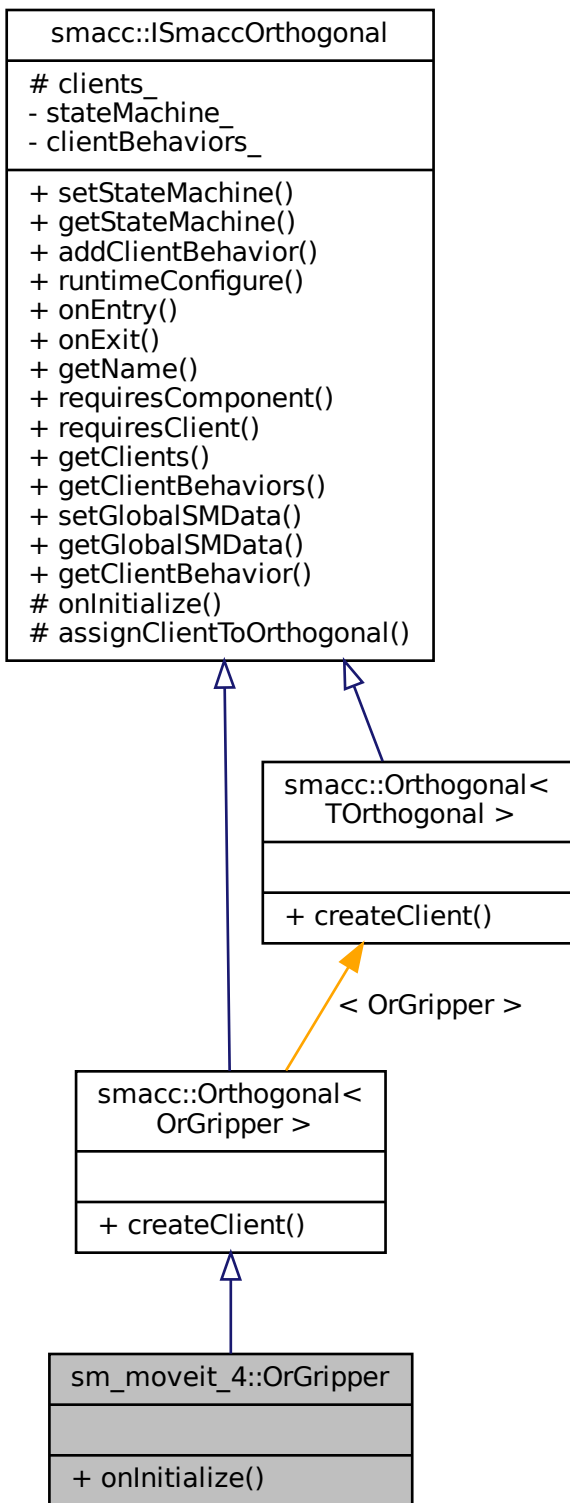 smacc::ISmaccOrthogonal
# clients_
- stateMachine_
- clientBehaviors_
+ setStateMachine()
+ getStateMachine()
+ addClientBehavior()
+ runtimeConfigure()
+ onEntry()
+ onExit()
+ getName()
+ requiresComponent()
+ requiresClient()
+ getClients()
+ getClientBehaviors()
+ setGlobalSMData()
+ getGlobalSMData()
+ getClientBehavior()
# onInitialize()
# assignClientToOrthogonal()
smacc::Orthogonal<
TOrthogonal >
+ createClient()
< OrGripper >
smacc::Orthogonal<
OrGripper >
+ createClient()
sm_moveit_4::OrGripper
+ onInitialize()